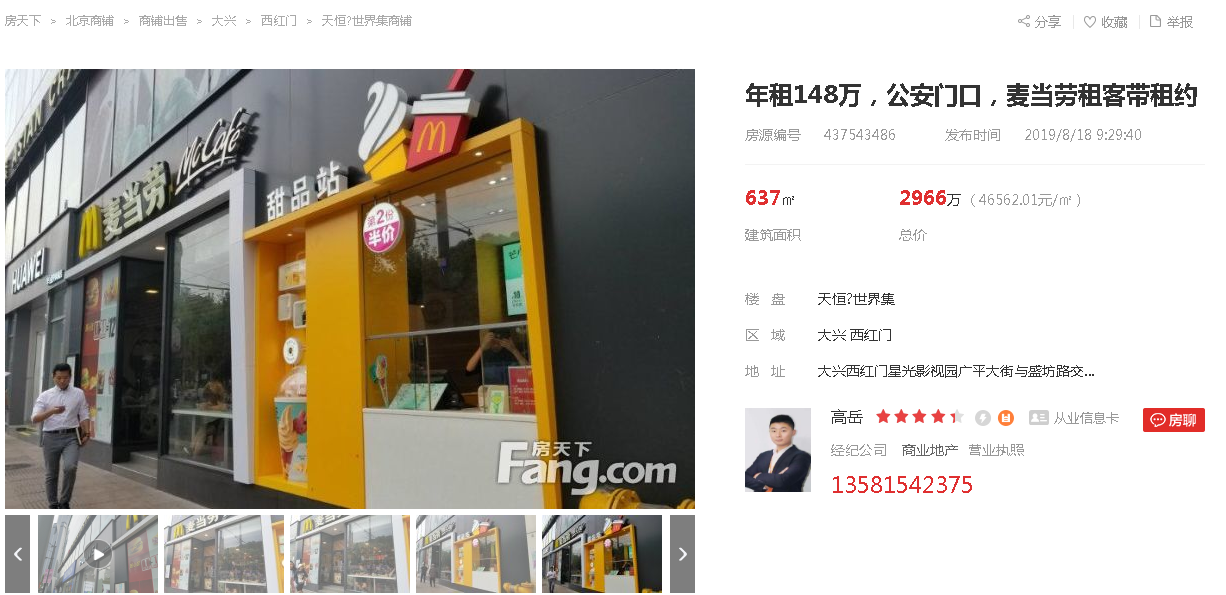 房天下 > 北京商铺 > 商铺出售 > 大兴 > 西红门 > 天恒?世界集商铺
分享 收藏 举报
年租148万，公安门口，麦当劳租客带租约
房源编号 437543486 发布时间 2019/8/18 9:29:40
637㎡ 2966万（46562.01元/㎡）
建筑面积 总价
楼 盘 天恒?世界集
区 域 大兴 西红门
地 址 大兴西红门星光影视园广平大街与盛坊路交...
高岳 从业信息卡 房聊
经纪公司 商业地产 营业执照
13581542375
McCafé
麦当劳
甜品站
HUAWEI
第2份
半价
房天下
Fang.com